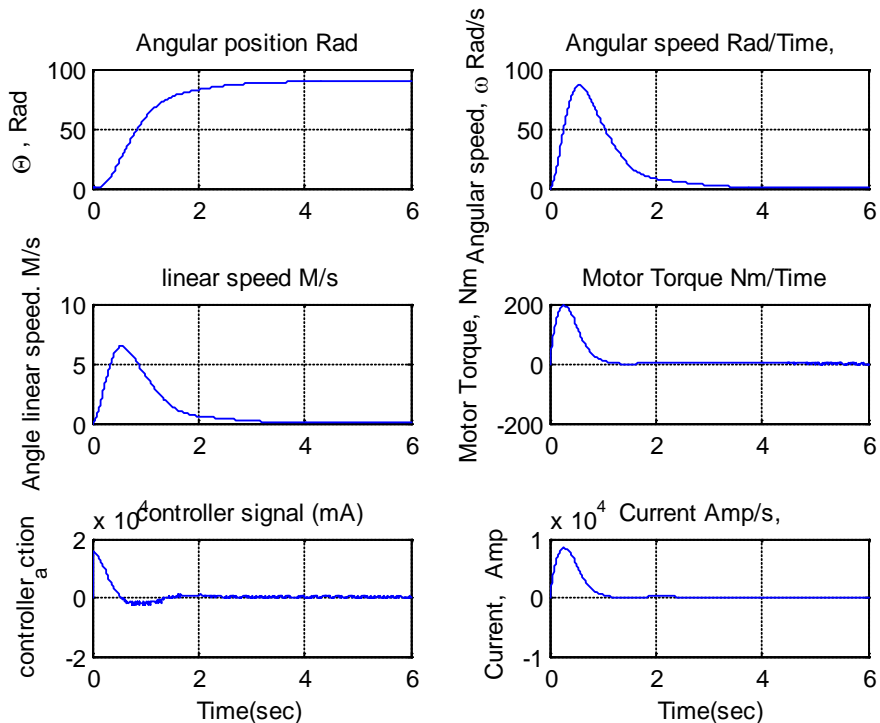 Angular position Rad
Θ , Rad
100
50
0
0 2 4 6
Angular speed Rad/Time,
Angular speed, ω Rad/s
100
50
0
0 2 4 6
linear speed M/s
Angle linear speed. M/s
10
5
0
0 2 4 6
Motor Torque Nm/Time
Motor Torque, Nm
200
0
-200
0 2 4 6
x 10^4
controller signal (mA)
controller_action
2
0
-2
0 2 4 6
Time(sec)
x 10^4
Current Amp/s,
Current, Amp
1
0
-1
0 2 4 6
Time(sec)